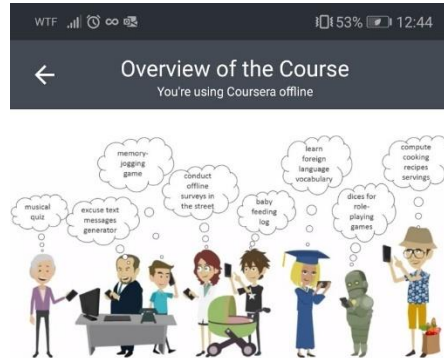 WTF 53% 12:44
Overview of the Course
You're using Coursera offline
musical
quiz
excuse text
messages
generator
memory-
jogging
game
conduct
offline
surveys in
the street
baby
feeding
log
learn
foreign
language
vocabulary
dices for
role-
playing
games
compute
cooking
recipes
servings